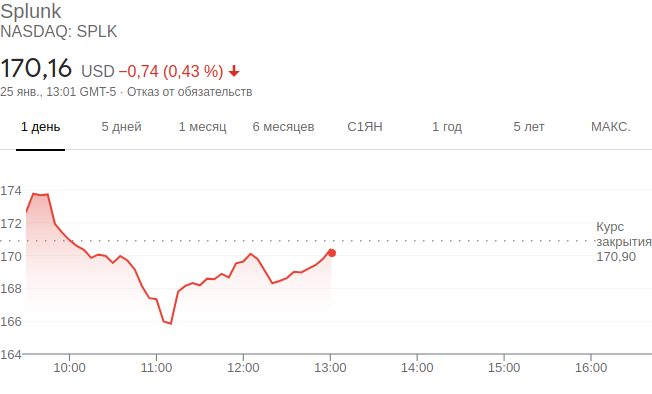 Splunk
NASDAQ: SPLK
170,16 USD −0,74 (0,43 %)
25 янв., 13:01 GMT-5 · Отказ от обязательств
1 день 5 дней 1 месяц 6 месяцев С1ЯН 1 год 5 лет МАКС.
174
172
Курс
закрытия
170,90
170
168
166
164
10:00 11:00 12:00 13:00 14:00 15:00 16:00